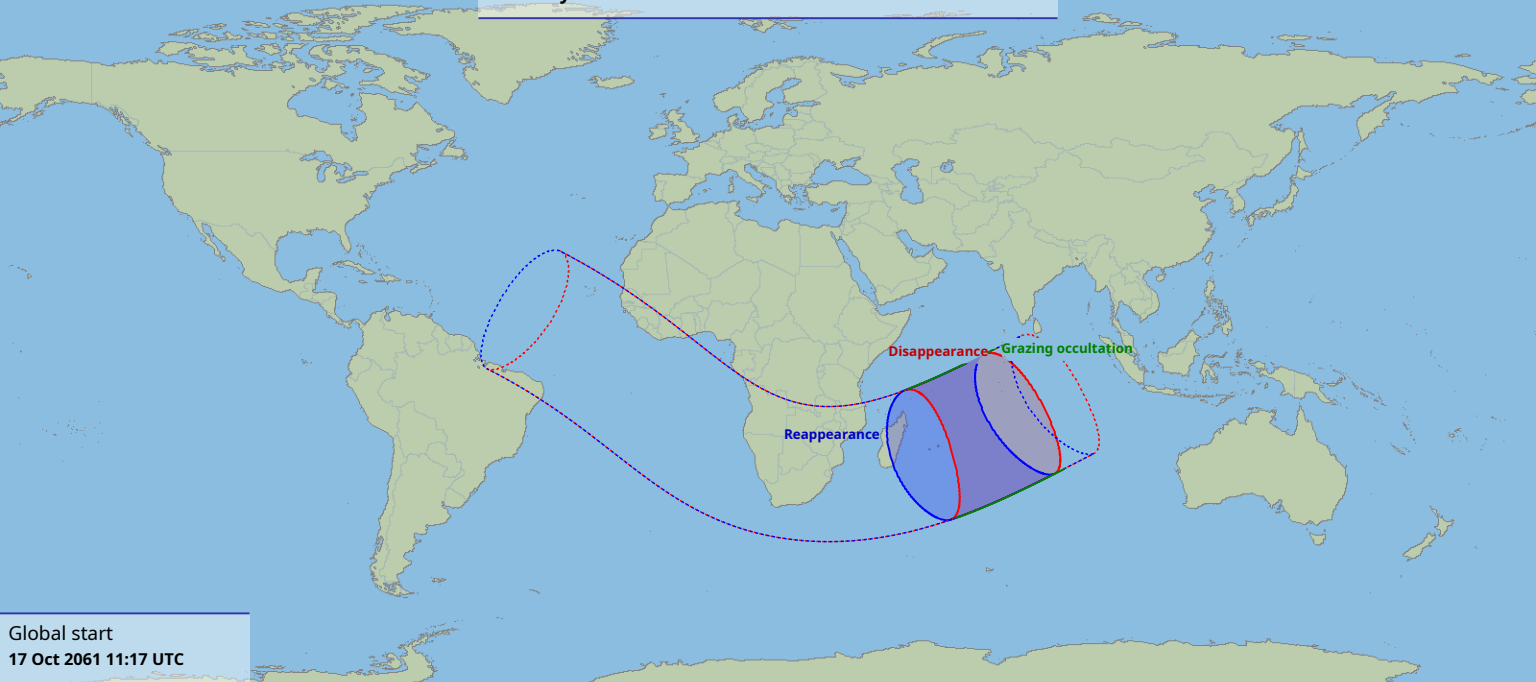 Disappearance
Grazing occultation
Reappearance
Global start
17 Oct 2061 11:17 UTC